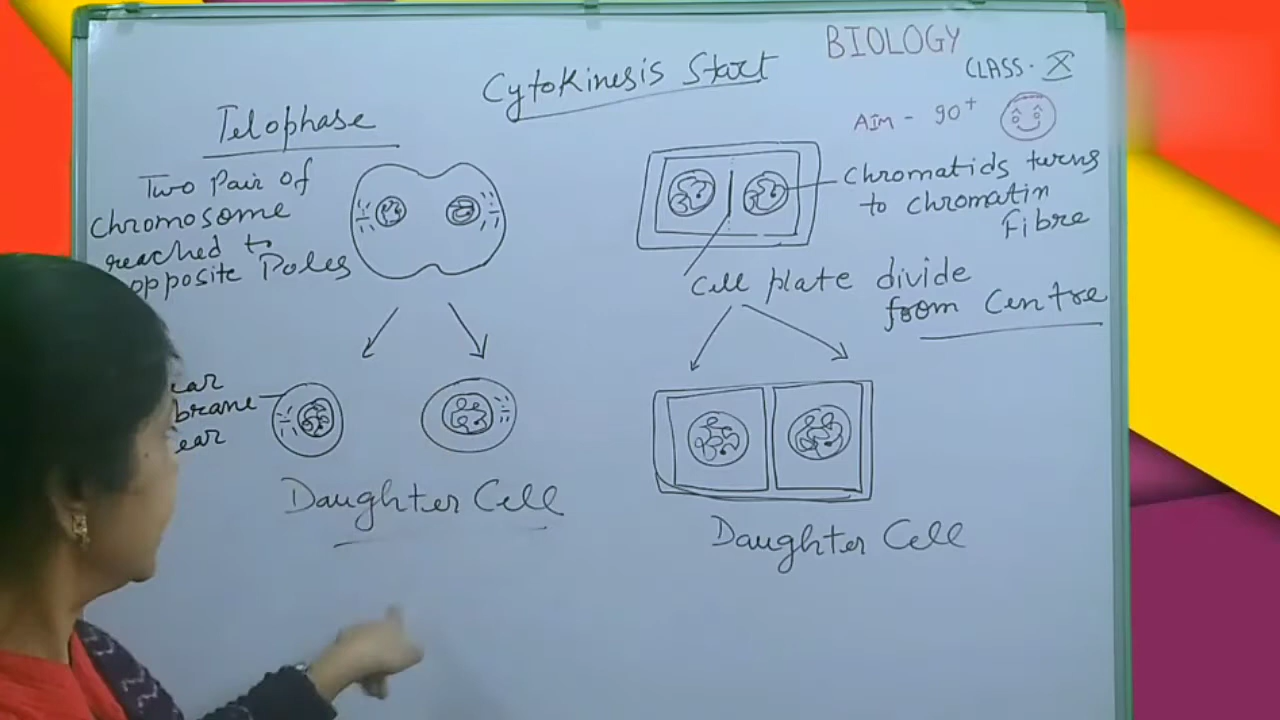 BIOLOGY
CLASS. X
AIM - 90+
Cytokinesis Start
Telophase
Two Pair of
chromosome
reached to
opposite Poles
Chromatids turns
to chromatin
Fibre
Cell plate divide
from Centre
ear
Daughter Cell
Daughter Cell